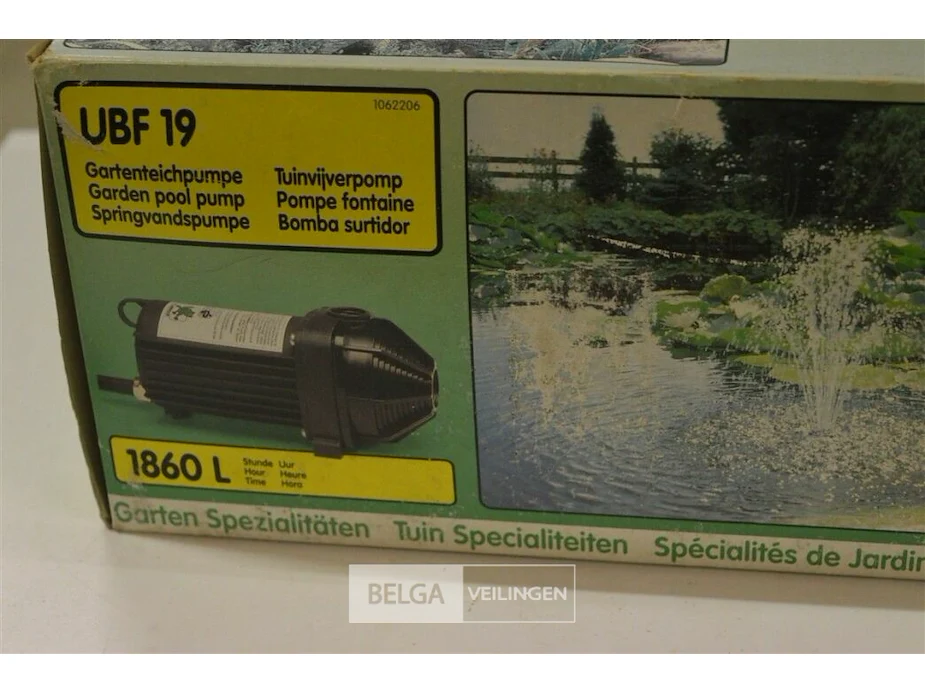 UBF 19
1062206
Gartenteichpumpe
Garden pool pump
Springvandspumpe
Tuinvijverpomp
Pompe fontaine
Bomba surtidor
1860 L
Stunde Uur
Hour Heure
Time Hora
Garten Spezialitäten Tuin Specialiteiten Spécialités de Jardin
BELGA VEILINGEN